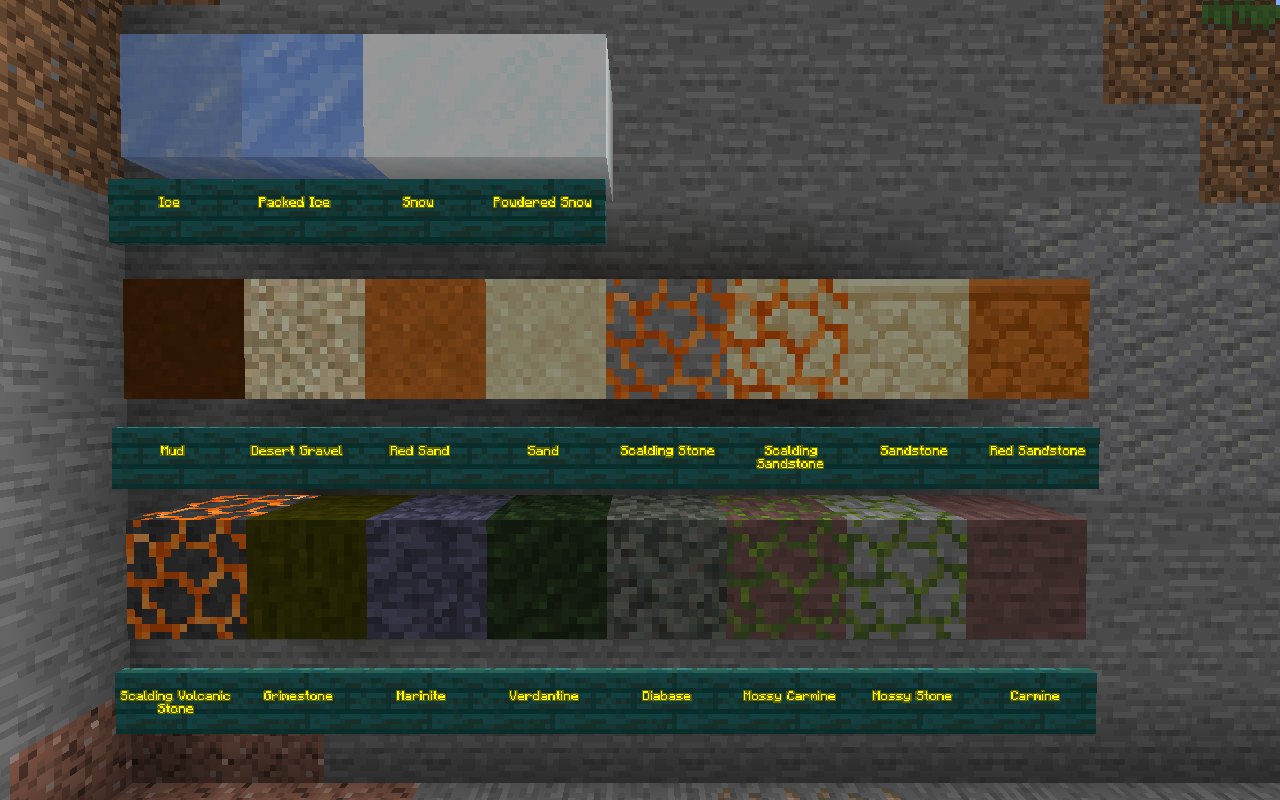 Ice
Packed Ice
Snow
Powdered Snow
Mud
Desert Gravel
Red Sand
Sand
Scalding Stone
Scalding
Sandstone
Sandstone
Red Sandstone
Scalding Volcanic
Stone
Grimestone
Marinite
Verdantine
Diabase
Mossy Carmine
Mossy Stone
Carmine